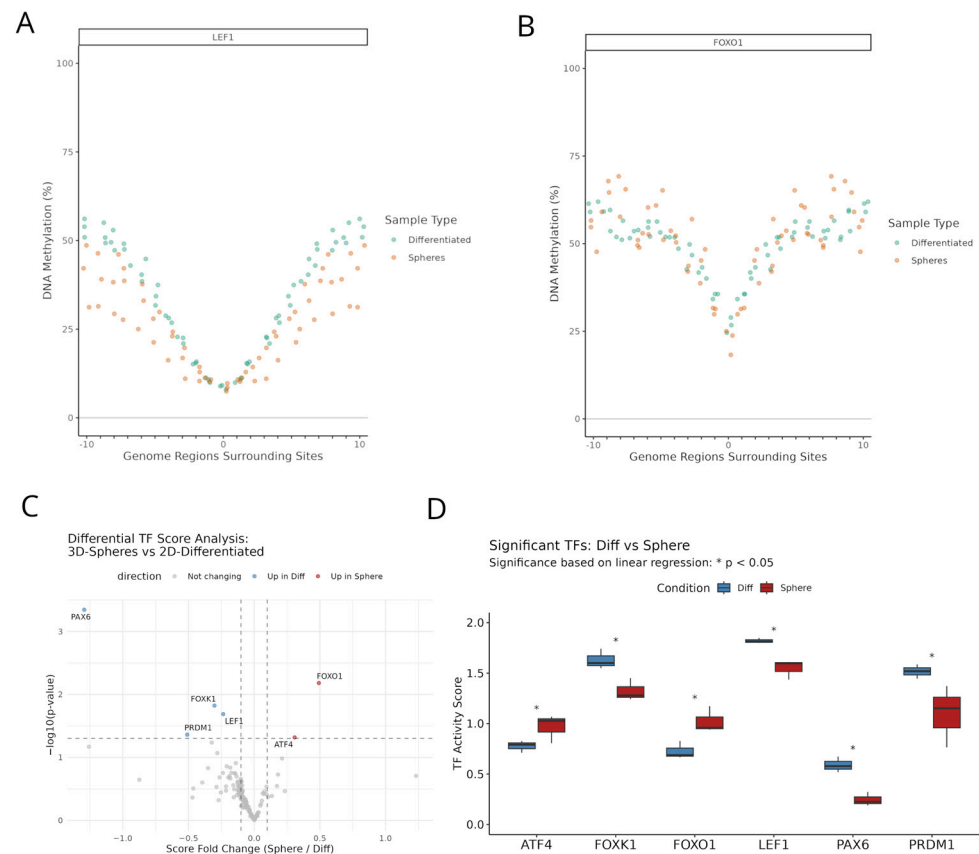 A
LEF1
100
75
50
25
0
DNA Methylation (%)
-10
0
10
Genome Regions Surrounding Sites
Sample Type
Differentiated
Spheres
B
FOXO1
100
75
50
25
0
DNA Methylation (%)
-10
0
10
Genome Regions Surrounding Sites
Sample Type
Differentiated
Spheres
C
Differential TF Score Analysis:
3D-Spheres vs 2D-Differentiated
direction Not changing Up in Diff Up in Sphere
PAX6
FOXO1
FOXK1
LEF1
PRDM1
ATF4
3
2
1
0
−log10(p-value)
−1.0 −0.5 0.0 0.5 1.0
Score Fold Change (Sphere / Diff)
D
Significant TFs: Diff vs Sphere
Significance based on linear regression: * p < 0.05
Condition Diff Sphere
2.0
1.5
1.0
0.5
0.0
TF Activity Score
* * * * * *
ATF4 FOXK1 FOXO1 LEF1 PAX6 PRDM1